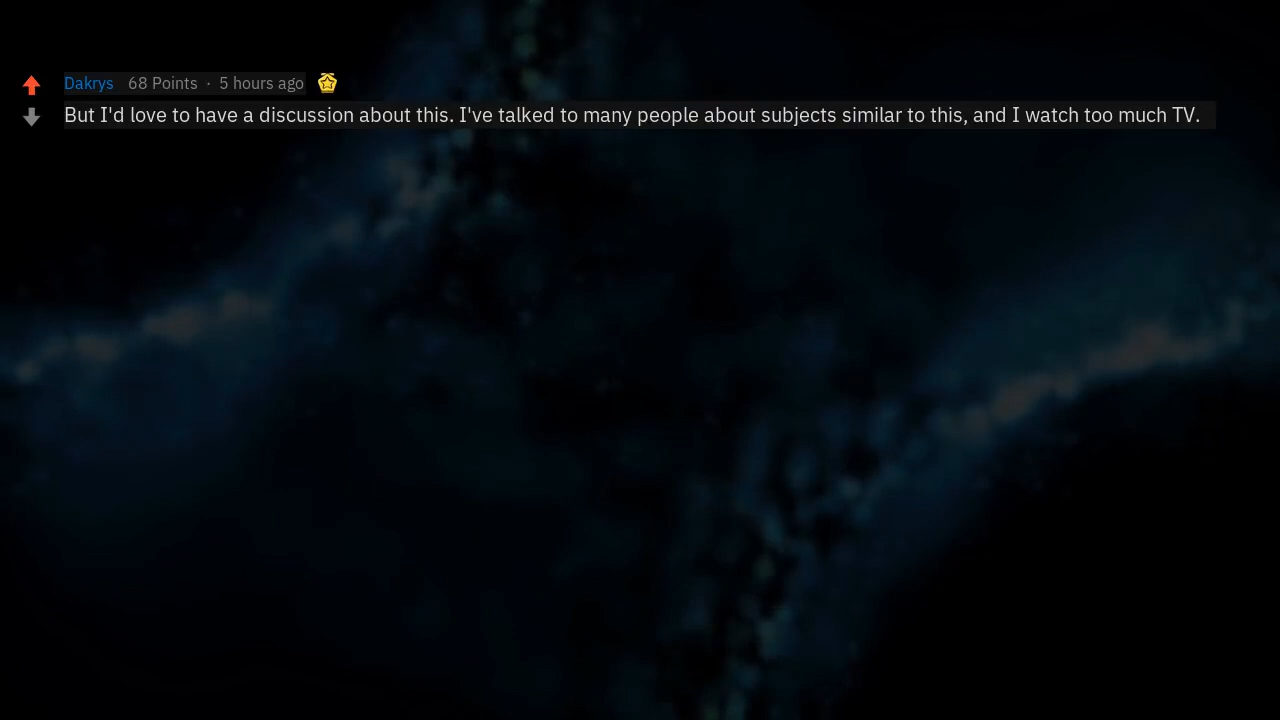 Dakrys 68 Points · 5 hours ago
But I'd love to have a discussion about this. I've talked to many people about subjects similar to this, and I watch too much TV.